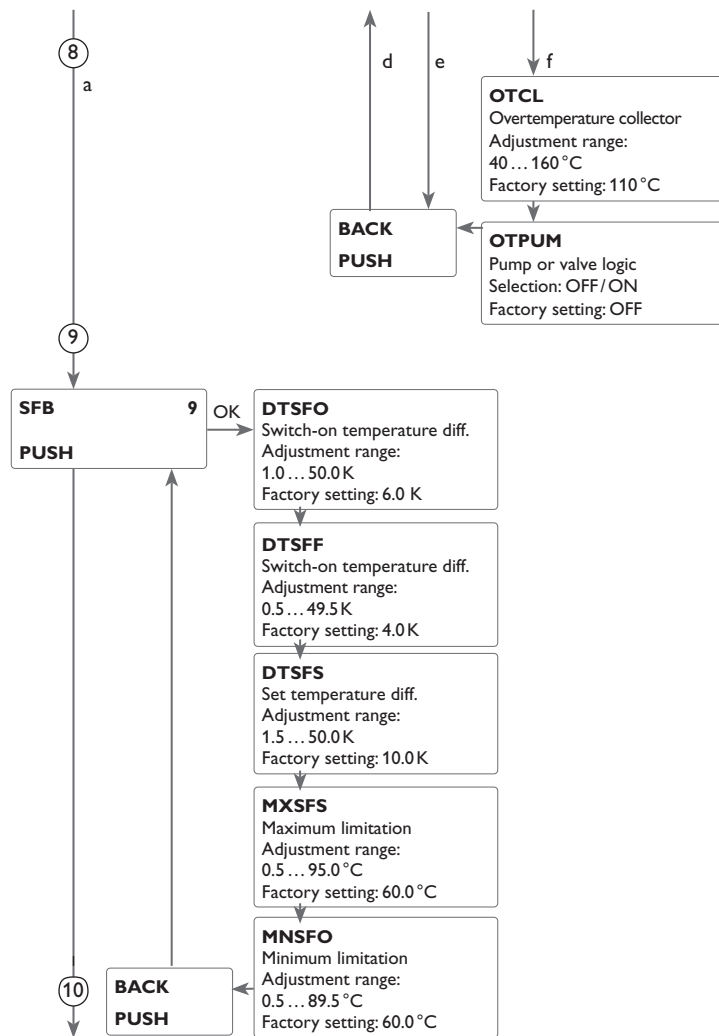 8
a
d
e
f
OTCL
Overtemperature collector
Adjustment range:
40 … 160 °C
Factory setting: 110 °C
BACK
PUSH
OTPUM
Pump or valve logic
Selection: OFF / ON
Factory setting: OFF
9
SFB 9
PUSH
OK
DTSFO
Switch-on temperature diff.
Adjustment range:
1.0 … 50.0 K
Factory setting: 6.0 K
DTSFF
Switch-on temperature diff.
Adjustment range:
0.5 … 49.5 K
Factory setting: 4.0 K
DTSFS
Set temperature diff.
Adjustment range:
1.5 … 50.0 K
Factory setting: 10.0 K
MXSFS
Maximum limitation
Adjustment range:
0.5 … 95.0 °C
Factory setting: 60.0 °C
10
BACK
PUSH
MNSFO
Minimum limitation
Adjustment range:
0.5 … 89.5 °C
Factory setting: 60.0 °C